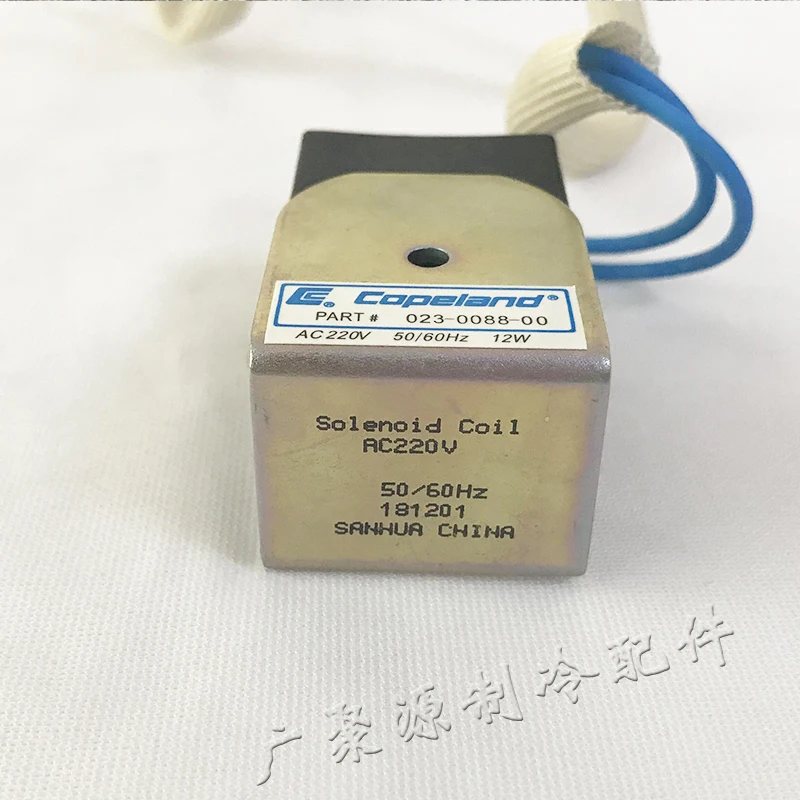 Copeland®
PART # 023-0088-00
AC220V 50/60Hz 12W
Solenoid Coil
AC220V
50/60Hz
181201
SANHUA CHINA
广聚源制冷配件